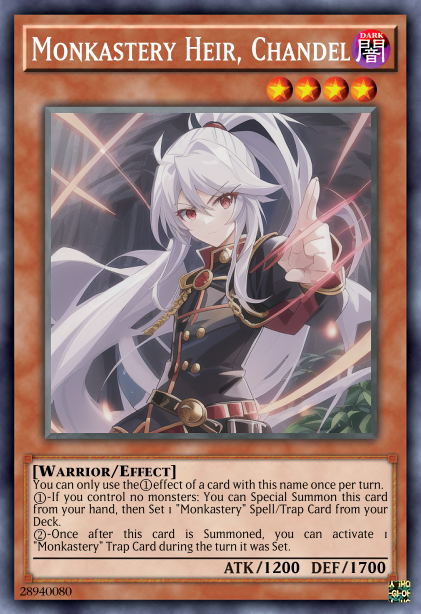 MONKASTERY HEIR, CHANDEL
DARK
闇
[WARRIOR/EFFECT]
You can only use the①effect of a card with this name once per turn.
①-If you control no monsters: You can Special Summon this card
from your hand, then Set 1 "Monkastery" Spell/Trap Card from your
Deck.
②-Once after this card is Summoned, you can activate 1
"Monkastery" Trap Card during the turn it was Set.
ATK/1200 DEF/1700
28940080